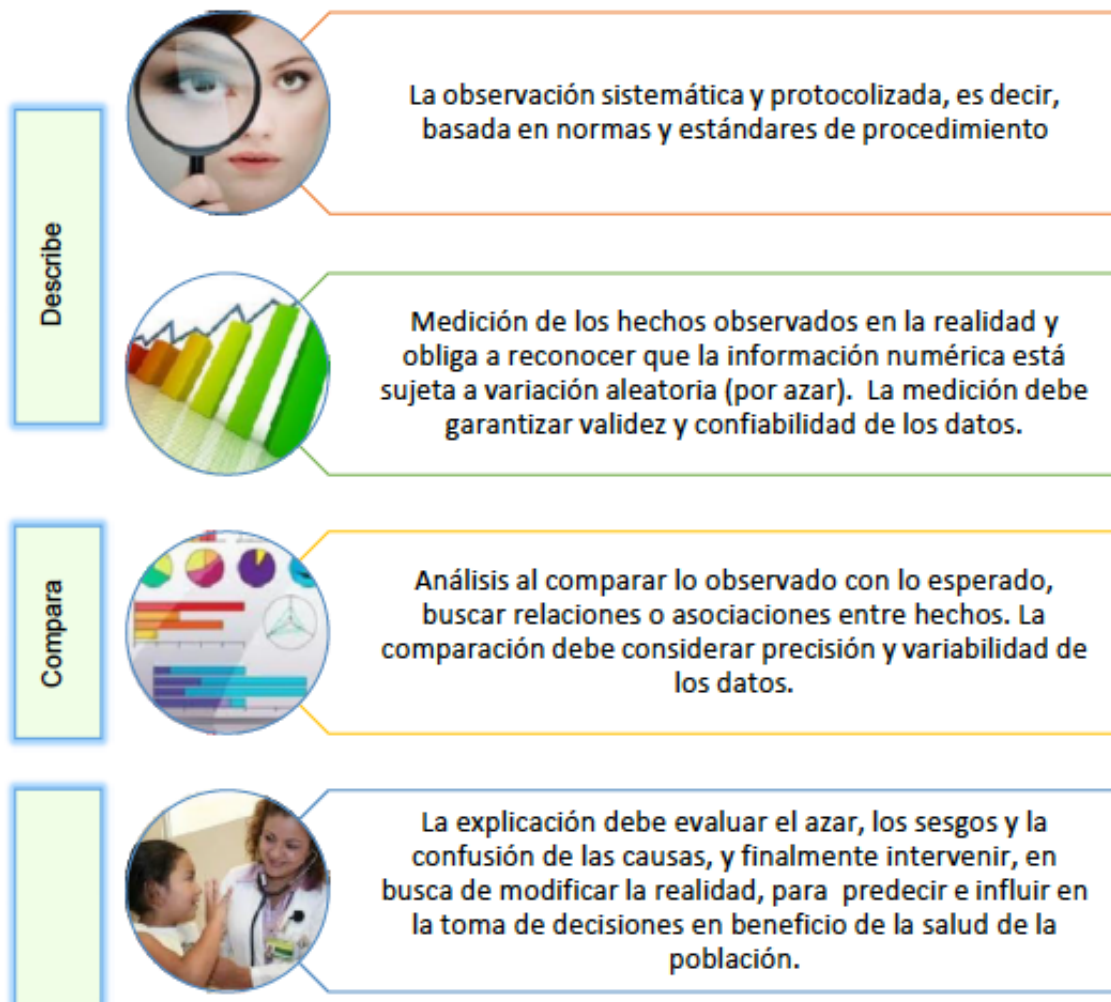 Describe
La observación sistemática y protocolizada, es decir,
basada en normas y estándares de procedimiento
Medición de los hechos observados en la realidad y
obliga a reconocer que la información numérica está
sujeta a variación aleatoria (por azar).  La medición debe
garantizar validez y confiabilidad de los datos.
Compara
Análisis al comparar lo observado con lo esperado,
buscar relaciones o asociaciones entre hechos. La
comparación debe considerar precisión y variabilidad de
los datos.
La explicación debe evaluar el azar, los sesgos y la
confusión de las causas, y finalmente intervenir, en
busca de modificar la realidad, para  predecir e influir en
la toma de decisiones en beneficio de la salud de la
población.